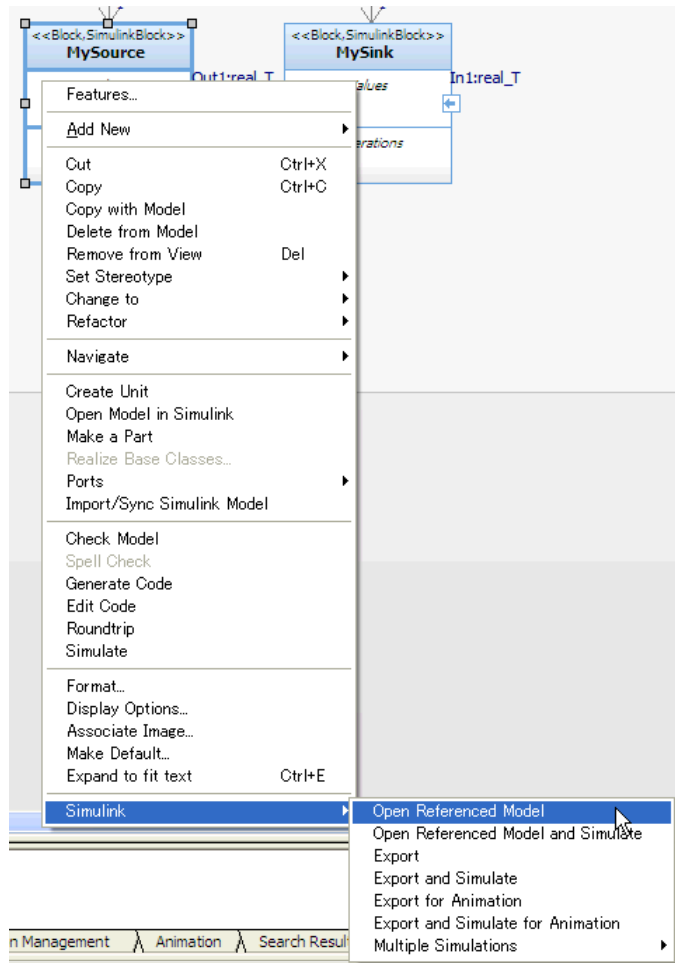 <<Block,SimulinkBlock>>
MySource
<<Block,SimulinkBlock>>
MySink
Out1:real_T
In1:real_T
alues
erations
Features...
Add New
Cut Ctrl+X
Copy Ctrl+C
Copy with Model
Delete from Model
Remove from View Del
Set Stereotype
Change to
Refactor
Navigate
Create Unit
Open Model in Simulink
Make a Part
Realize Base Classes...
Ports
Import/Sync Simulink Model
Check Model
Spell Check
Generate Code
Edit Code
Roundtrip
Simulate
Format...
Display Options...
Associate Image...
Make Default...
Expand to fit text Ctrl+E
Simulink
Open Referenced Model
Open Referenced Model and Simulate
Export
Export and Simulate
Export for Animation
Export and Simulate for Animation
Multiple Simulations
n Management
Animation
Search Resul